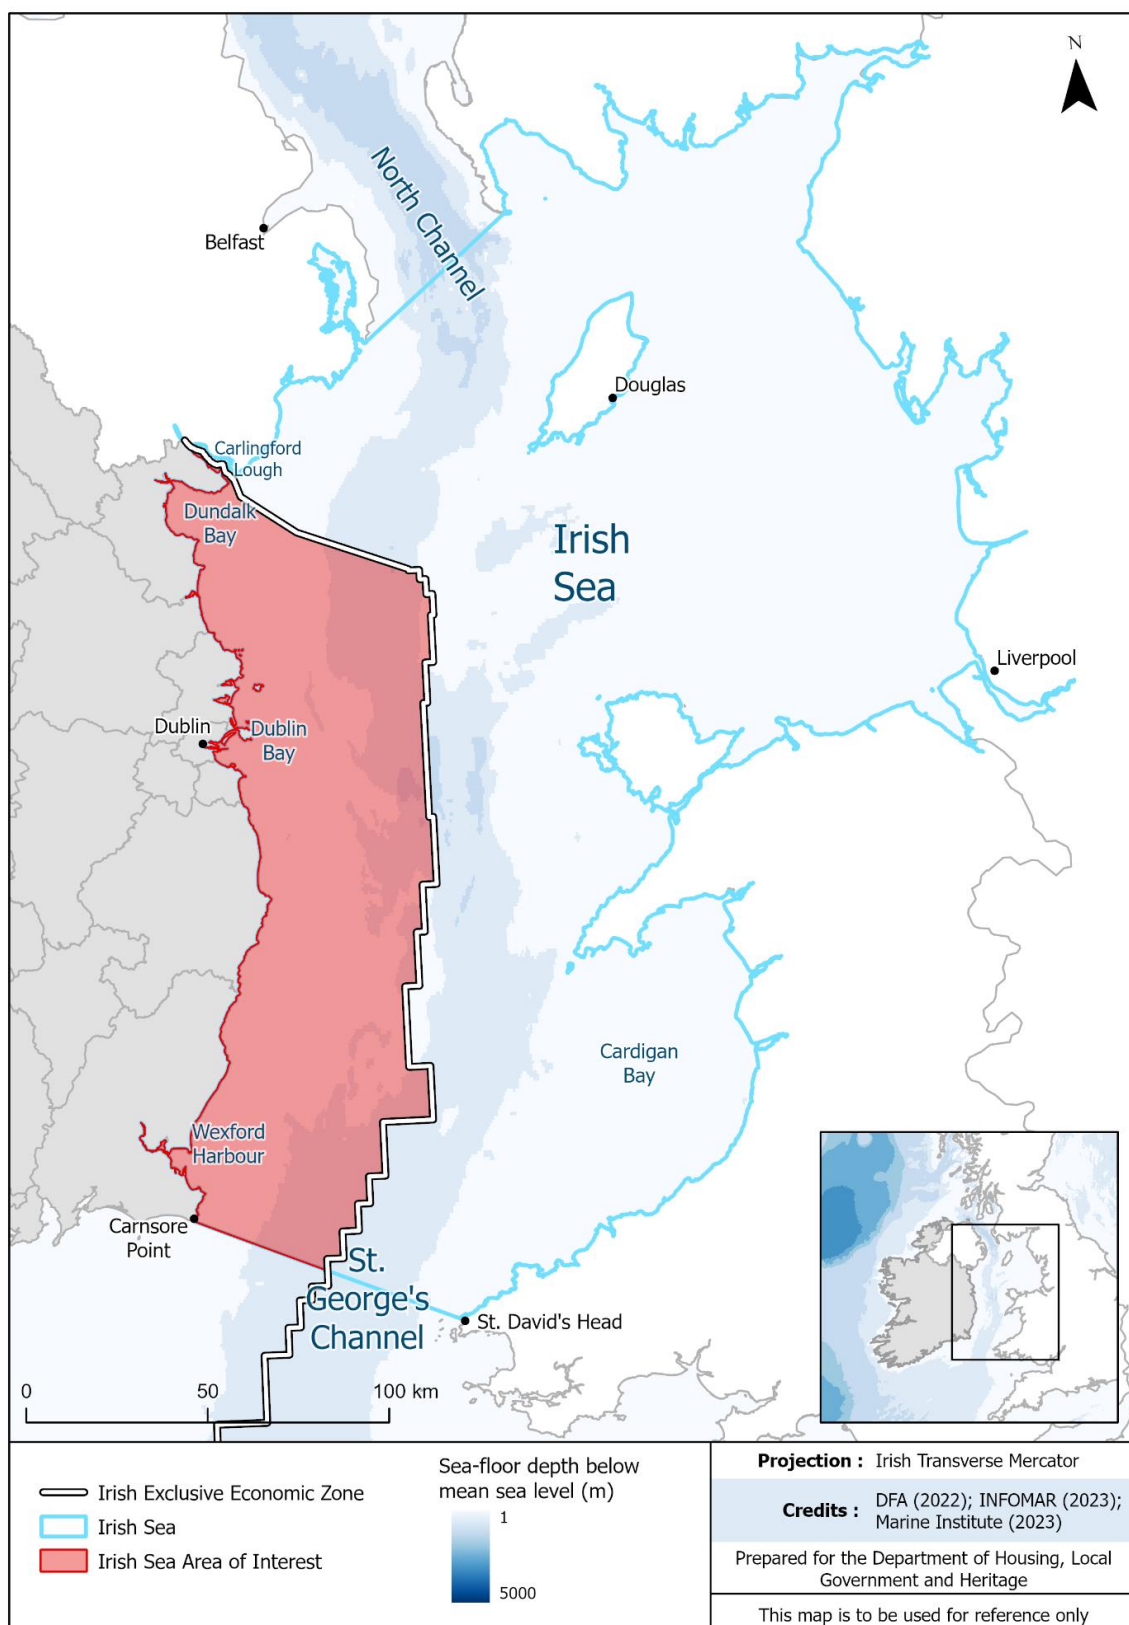 N
North Channel
Belfast
Douglas
Carlingford
Lough
Dundalk
Bay
Irish
Sea
Liverpool
Dublin
Dublin
Bay
Cardigan
Bay
Wexford
Harbour
Carnsore
Point
St.
George's
Channel
St. David's Head
0
50
100 km
Irish Exclusive Economic Zone
Irish Sea
Irish Sea Area of Interest
Sea-floor depth below
mean sea level (m)
1
5000
Projection : Irish Transverse Mercator
Credits : DFA (2022); INFOMAR (2023);
Marine Institute (2023)
Prepared for the Department of Housing, Local
Government and Heritage
This map is to be used for reference only